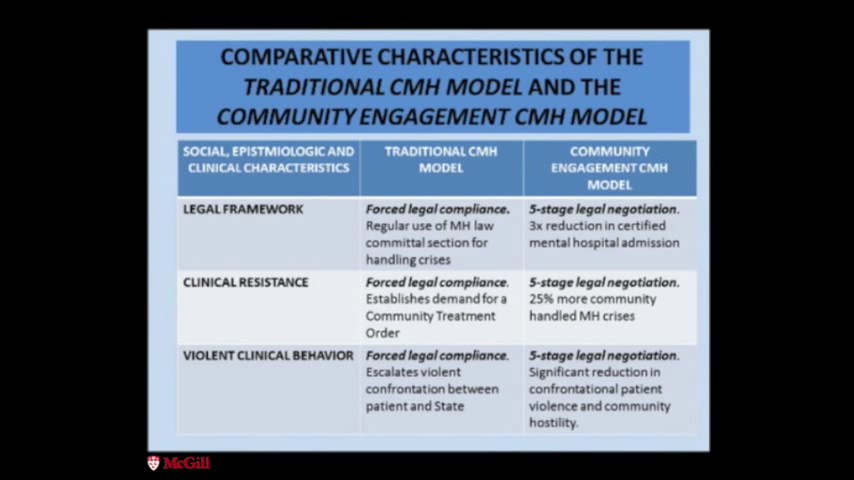 COMPARATIVE CHARACTERISTICS OF THE
TRADITIONAL CMH MODEL AND THE
COMMUNITY ENGAGEMENT CMH MODEL
SOCIAL, EPISTMIOLOGIC AND
CLINICAL CHARACTERISTICS
TRADITIONAL CMH
MODEL
COMMUNITY
ENGAGEMENT CMH
MODEL
LEGAL FRAMEWORK
Forced legal compliance.
Regular use of MH law
committal section for
handling crises
5-stage legal negotiation.
3x reduction in certified
mental hospital admission
CLINICAL RESISTANCE
Forced legal compliance.
Establishes demand for a
Community Treatment
Order
5-stage legal negotiation.
25% more community
handled MH crises
VIOLENT CLINICAL BEHAVIOR
Forced legal compliance.
Escalates violent
confrontation between
patient and State
5-stage legal negotiation.
Significant reduction in
confrontational patient
violence and community
hostility.
McGill